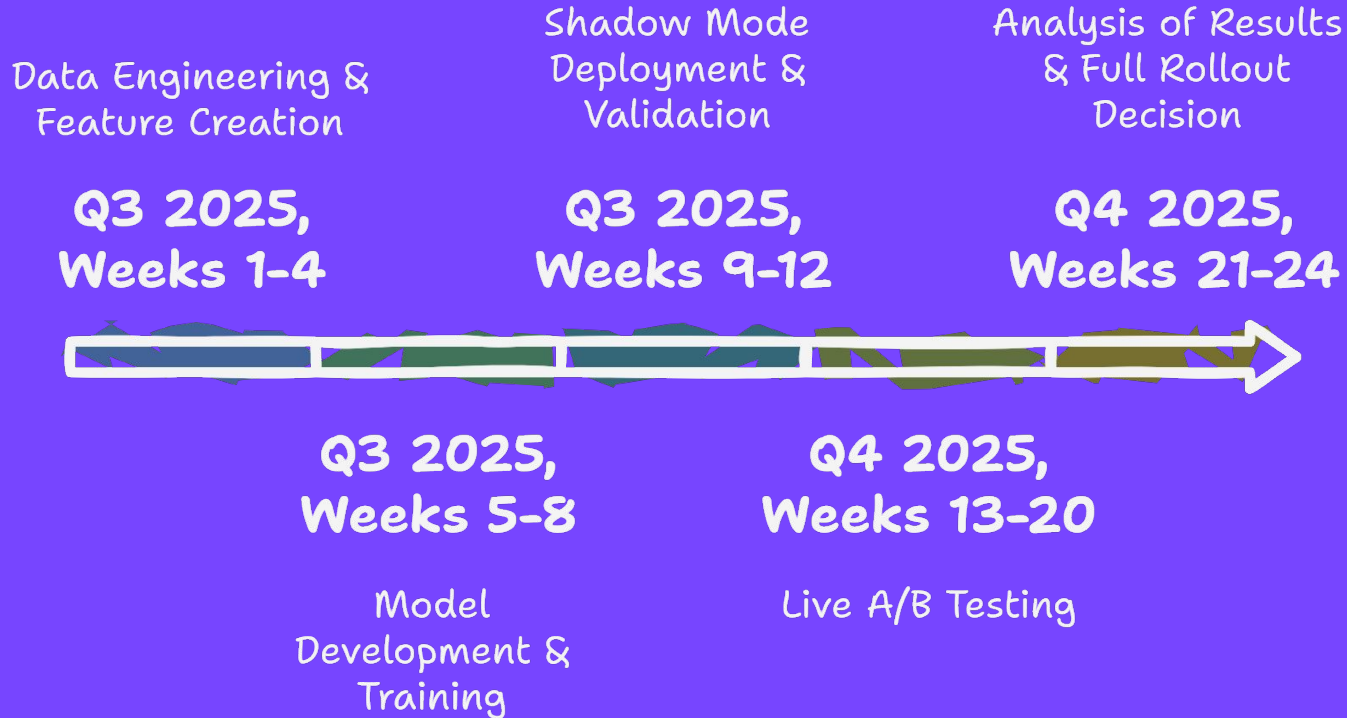 Data Engineering &
Feature Creation
Q3 2025,
Weeks 1-4
Q3 2025,
Weeks 5-8
Model
Development &
Training
Shadow Mode
Deployment &
Validation
Q3 2025,
Weeks 9-12
Q4 2025,
Weeks 13-20
Live A/B Testing
Analysis of Results
& Full Rollout
Decision
Q4 2025,
Weeks 21-24